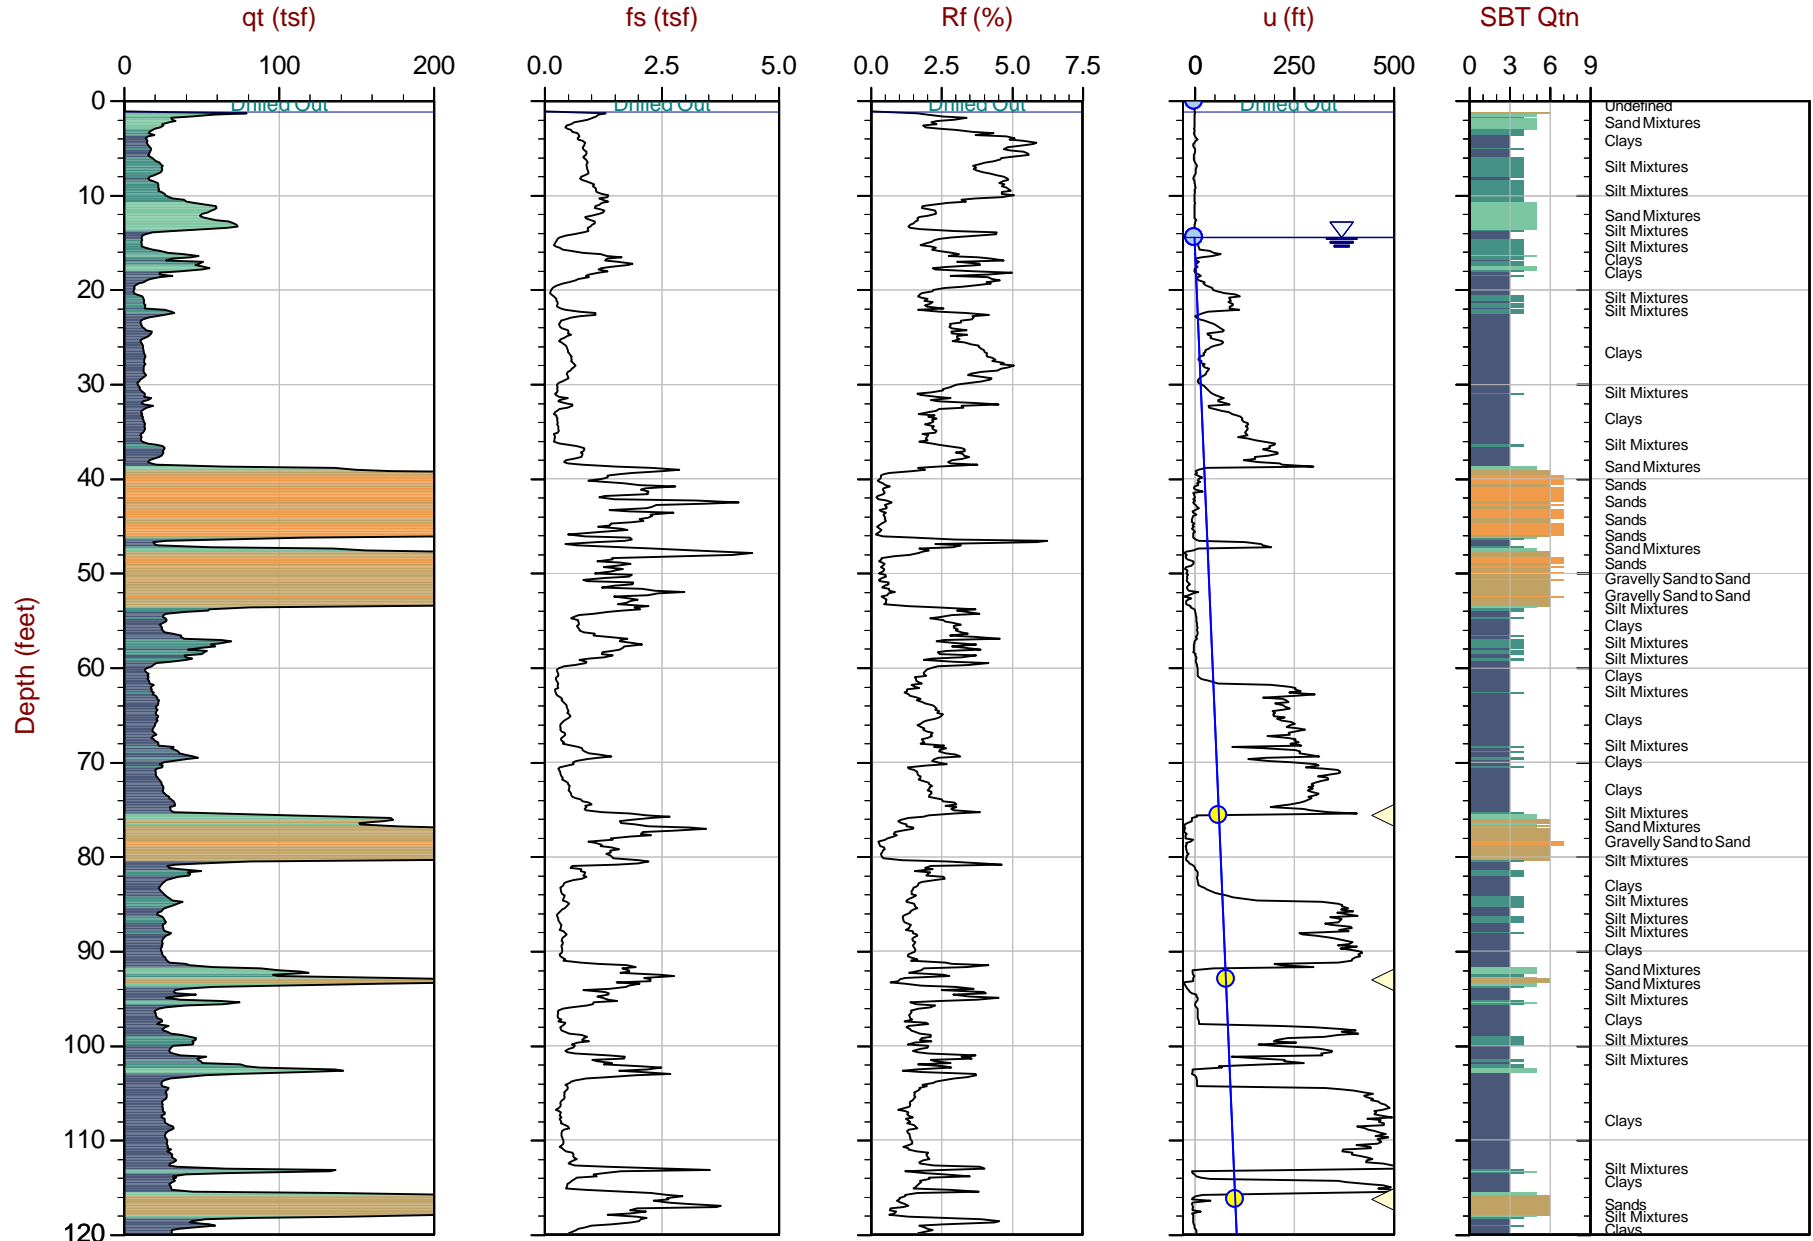 qt (tsf) fs (tsf) Rf (%) u (ft) SBT Qtn
0 100 200 0.0 2.5 5.0 0.0 2.5 5.0 7.5 0 250 500 0 3 6 9
Drilled Out Drilled Out Drilled Out Drilled Out
Depth (feet)
0
10
20
30
40
50
60
70
80
90
100
110
120
Undefined
Sand Mixtures
Clays
Silt Mixtures
Silt Mixtures
Sand Mixtures
Silt Mixtures
Silt Mixtures
Clays
Clays
Silt Mixtures
Silt Mixtures
Clays
Silt Mixtures
Clays
Silt Mixtures
Sand Mixtures
Sands
Sands
Sands
Sands
Sand Mixtures
Sands
Gravelly Sand to Sand
Gravelly Sand to Sand
Silt Mixtures
Clays
Silt Mixtures
Silt Mixtures
Clays
Silt Mixtures
Clays
Silt Mixtures
Clays
Clays
Silt Mixtures
Sand Mixtures
Gravelly Sand to Sand
Silt Mixtures
Clays
Silt Mixtures
Silt Mixtures
Silt Mixtures
Clays
Sand Mixtures
Sand Mixtures
Silt Mixtures
Clays
Silt Mixtures
Silt Mixtures
Clays
Silt Mixtures
Clays
Sands
Silt Mixtures
Clays